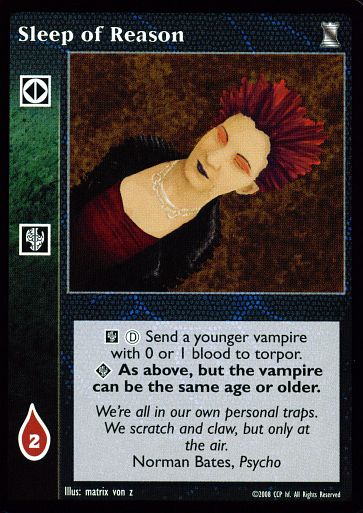 Sleep of Reason
D Send a younger vampire
with 0 or 1 blood to torpor.
As above, but the vampire
can be the same age or older.
We're all in our own personal traps.
We scratch and claw, but only at
the air.
Norman Bates, Psycho
2
Illus: matrix von z
©2008 CCP hf. All Rights Reserved